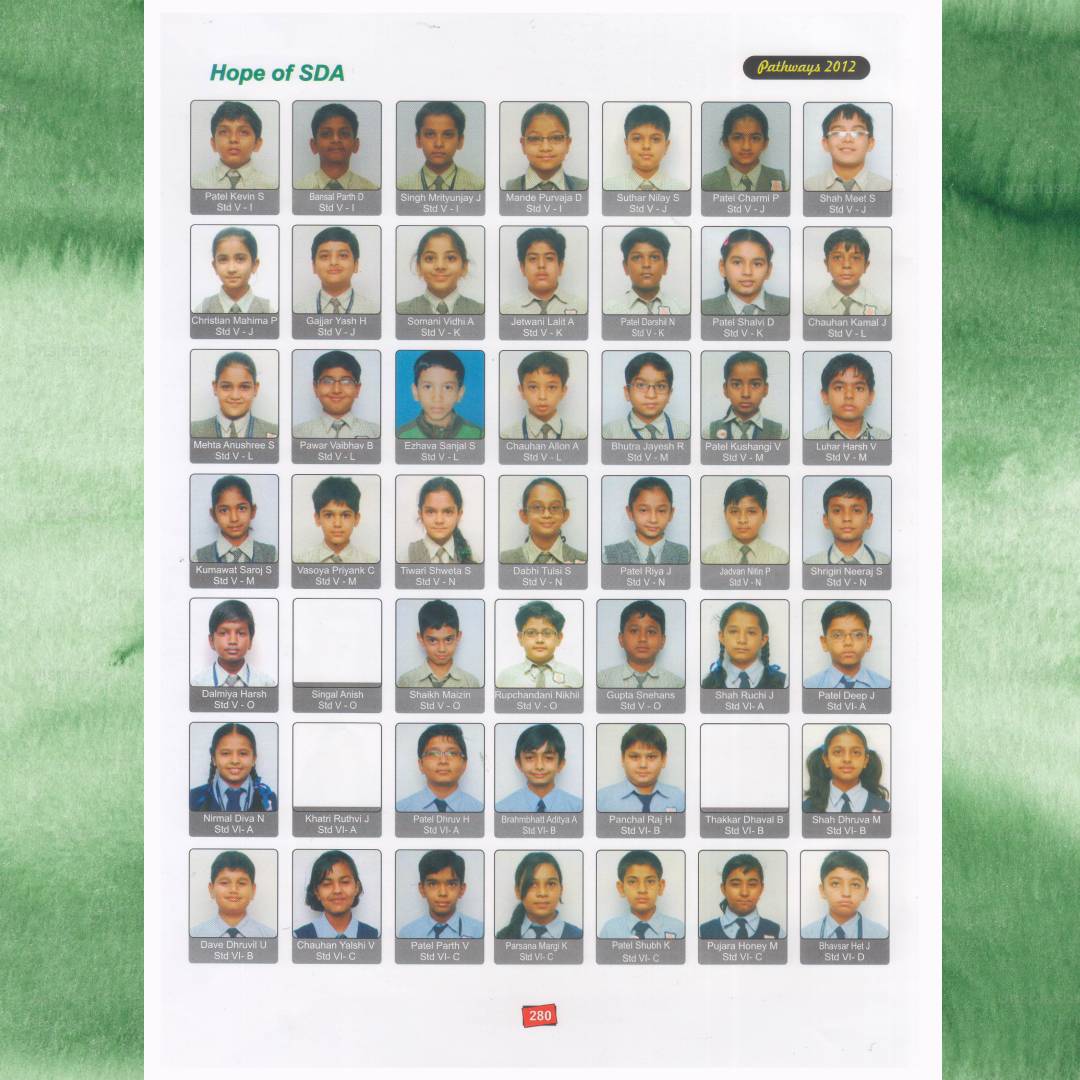 Hope of SDA
Pathways 2012
Patel Kevin S
Std V - I
Bansal Parth D
Std V - I
Singh Mrityunjay J
Std V - I
Mande Purvaja D
Std V - I
Suthar Nilay S
Std V - J
Patel Charmi P
Std V - J
Shah Meet S
Std V - J
Christian Mahima P
Std V - J
Gajjar Yash H
Std V - J
Somani Vidhi A
Std V - K
Jetwani Lalit A
Std V - K
Patel Darshil N
Std V - K
Patel Shalvi D
Std V - K
Chauhan Kamal J
Std V - L
Mehta Anushree S
Std V - L
Pawar Vaibhav B
Std V - L
Ezhava Sanjal S
Std V - L
Chauhan Allon A
Std V - L
Bhutra Jayesh R
Std V - M
Patel Kushangi V
Std V - M
Luhar Harsh V
Std V - M
Kumawat Saroj S
Std V - M
Vasoya Priyank C
Std V - M
Tiwari Shweta S
Std V - N
Dabhi Tulsi S
Std V - N
Patel Riya J
Std V - N
Jadvan Nitin P
Std V - N
Shrigiri Neeraj S
Std V - N
Dalmiya Harsh
Std V - O
Singal Anish
Std V - O
Shaikh Maizin
Std V - O
Rupchandani Nikhil
Std V - O
Gupta Snehans
Std V - O
Shah Ruchi J
Std VI- A
Patel Deep J
Std VI- A
Nirmal Diva N
Std VI- A
Khatri Ruthvi J
Std VI- A
Patel Dhruv H
Std VI- A
Brahmbhatt Aditya A
Std VI- B
Panchal Raj H
Std VI- B
Thakkar Dhaval B
Std VI- B
Shah Dhruva M
Std VI- B
Dave Dhruvil U
Std VI- B
Chauhan Yalshi V
Std VI- C
Patel Parth V
Std VI- C
Parsana Margi K
Std VI- C
Patel Shubh K
Std VI- C
Pujara Honey M
Std VI- C
Bhavsar Het J
Std VI- D
280